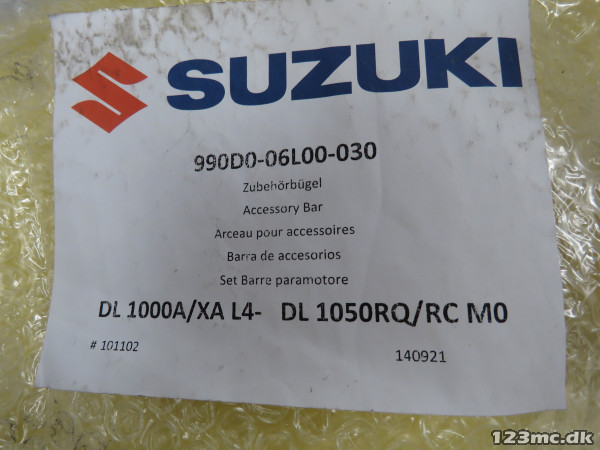 SUZUKI
990D0-06L00-030
Zubehörbügel
Accessory Bar
Arceau pour accessoires
Barra de accesorios
Set Barre paramotore
DL 1000A/XA L4- DL 1050RQ/RC M0
# 101102 140921
123mc.dk